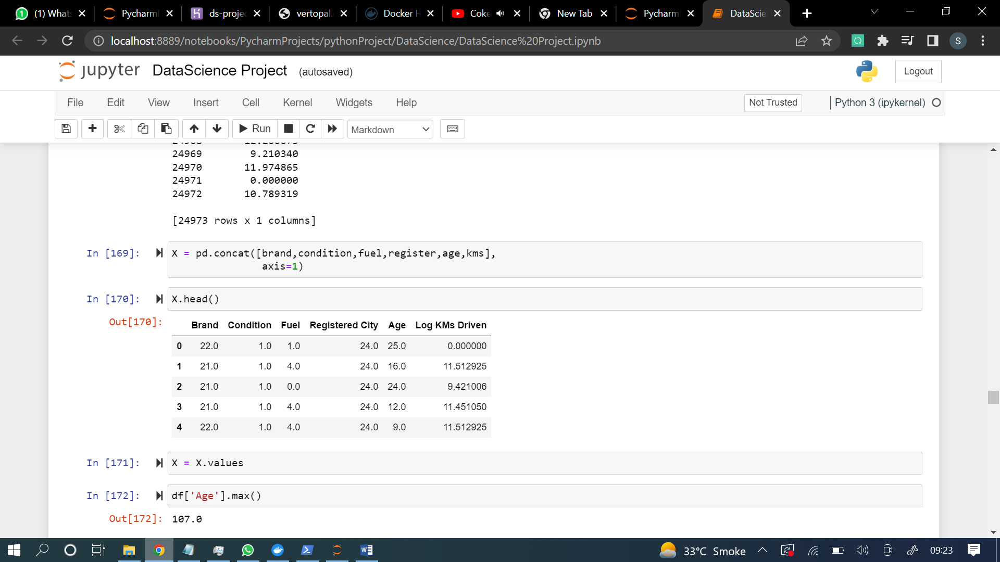 (1) What
Pycharm
ds-projec
vertopal.
Docker H
Coke
New Tab
Pycharm
DataScie
localhost:8889/notebooks/PycharmProjects/pythonProject/DataScience/DataScience%20Project.ipynb
S
jupyter DataScience Project (autosaved)
Logout
File Edit View Insert Cell Kernel Widgets Help
Not Trusted
Python 3 (ipykernel)
Run
Markdown
24969 9.210340
24970 11.974865
24971 0.000000
24972 10.789319
[24973 rows x 1 columns]
In [169]: X = pd.concat([brand,condition,fuel,register,age,kms],
axis=1)
In [170]: X.head()
Out[170]:
Brand Condition Fuel Registered City Age Log KMs Driven
0 22.0 1.0 1.0 24.0 25.0 0.000000
1 21.0 1.0 4.0 24.0 16.0 11.512925
2 21.0 1.0 0.0 24.0 24.0 9.421006
3 21.0 1.0 4.0 24.0 12.0 11.451050
4 22.0 1.0 4.0 24.0 9.0 11.512925
In [171]: X = X.values
In [172]: df['Age'].max()
Out[172]: 107.0
33°C Smoke
09:23